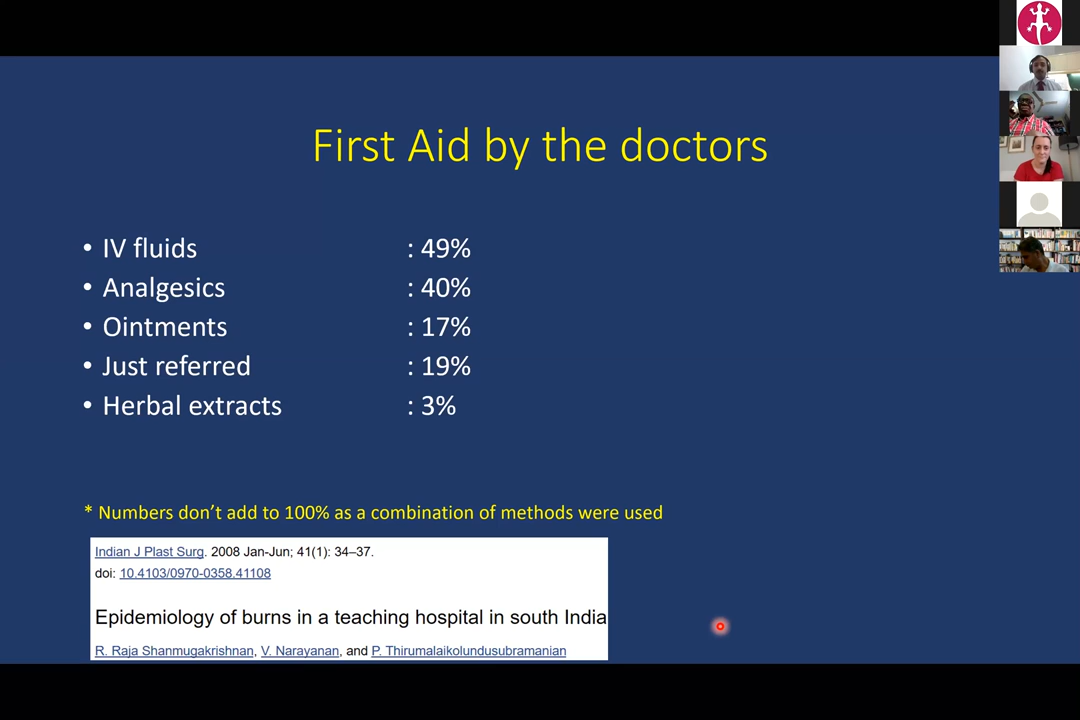 First Aid by the doctors
• IV fluids : 49%
• Analgesics : 40%
• Ointments : 17%
• Just referred : 19%
• Herbal extracts : 3%
* Numbers don’t add to 100% as a combination of methods were used
Indian J Plast Surg. 2008 Jan-Jun; 41(1): 34–37.
doi: 10.4103/0970-0358.41108
Epidemiology of burns in a teaching hospital in south India
R. Raja Shanmugakrishnan, V. Narayanan, and P. Thirumalaikolundusubramanian